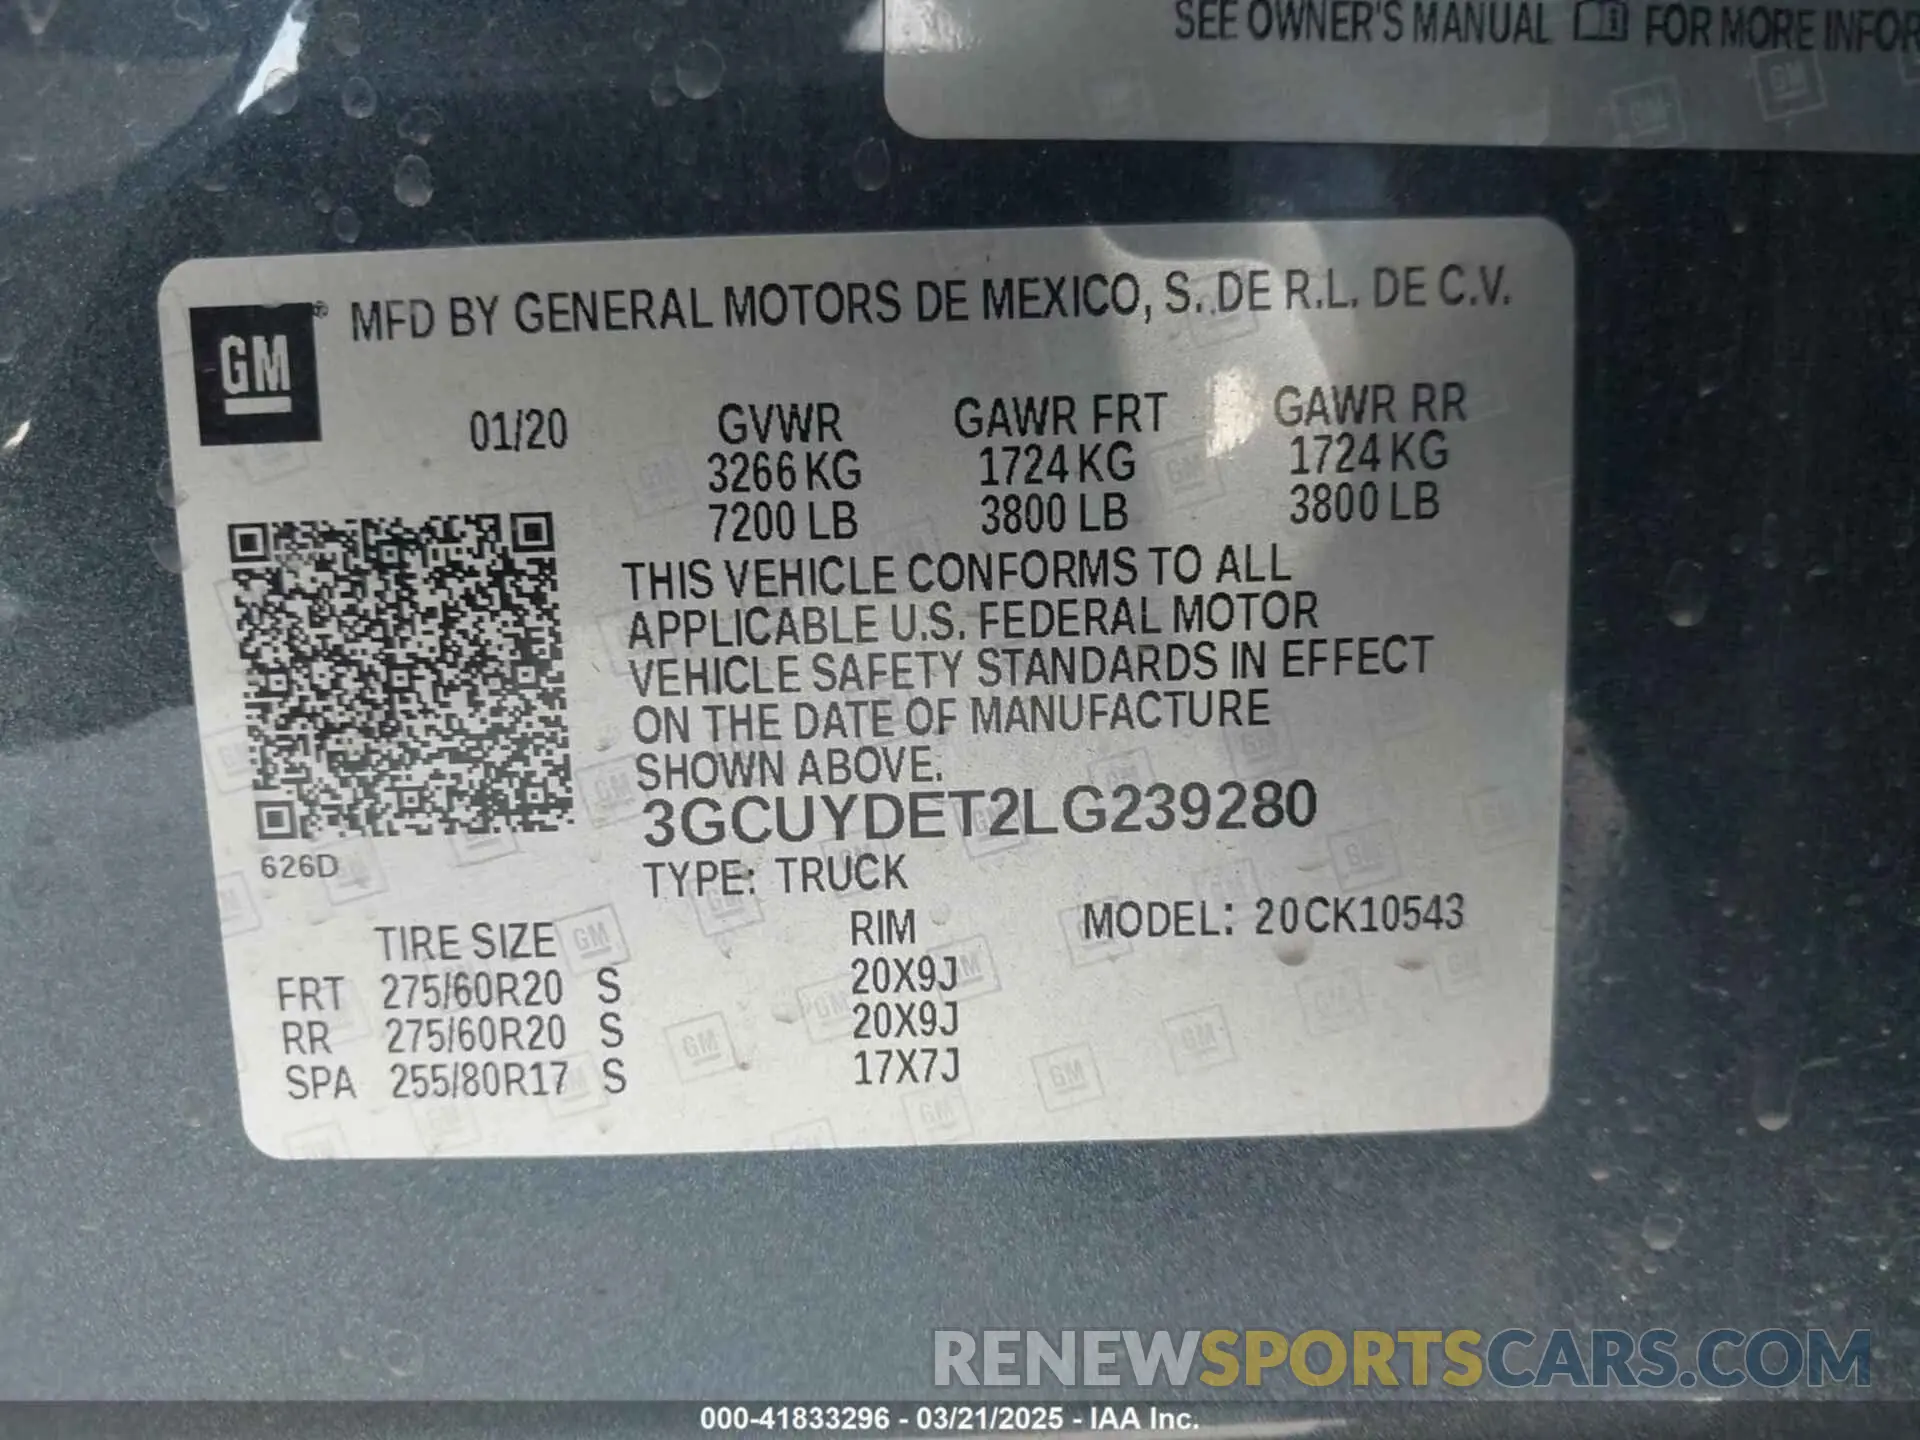 SEE OWNER'S MANUAL FOR MORE INFOR
MFD BY GENERAL MOTORS DE MEXICO, S. DE R.L. DE C.V.
GM
01/20 GVWR GAWR FRT GAWR RR
3266 KG 1724 KG 1724 KG
7200 LB 3800 LB 3800 LB
THIS VEHICLE CONFORMS TO ALL
APPLICABLE U.S. FEDERAL MOTOR
VEHICLE SAFETY STANDARDS IN EFFECT
ON THE DATE OF MANUFACTURE
SHOWN ABOVE.
3GCUYDET2LG239280
626D
TYPE: TRUCK
TIRE SIZE RIM MODEL: 20CK10543
FRT 275/60R20 S 20X9J
RR 275/60R20 S 20X9J
SPA 255/80R17 S 17X7J
RENEWSPORTSCARS.COM
000-41833296 - 03/21/2025 - IAA Inc.